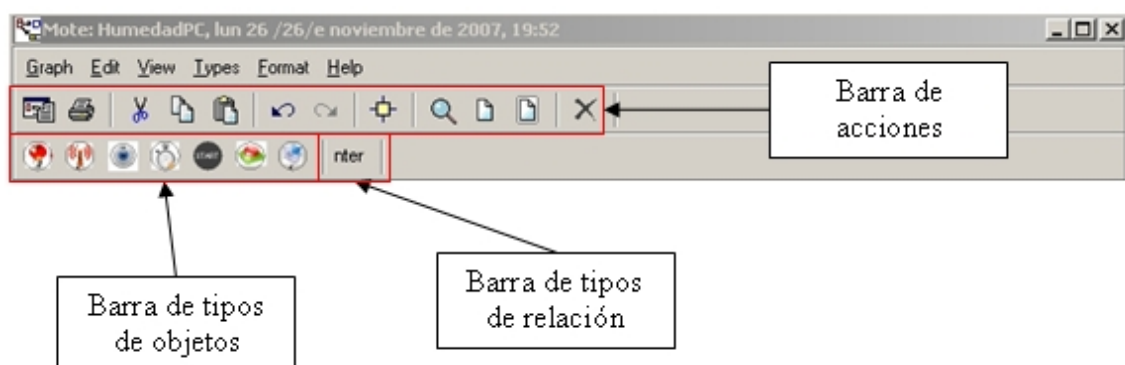 Mote: HumedadPC, lun 26 /26/e noviembre de 2007, 19:52
Graph Edit View Types Format Help
Barra de
acciones
START
nter
Barra de tipos
de objetos
Barra de tipos
de relación